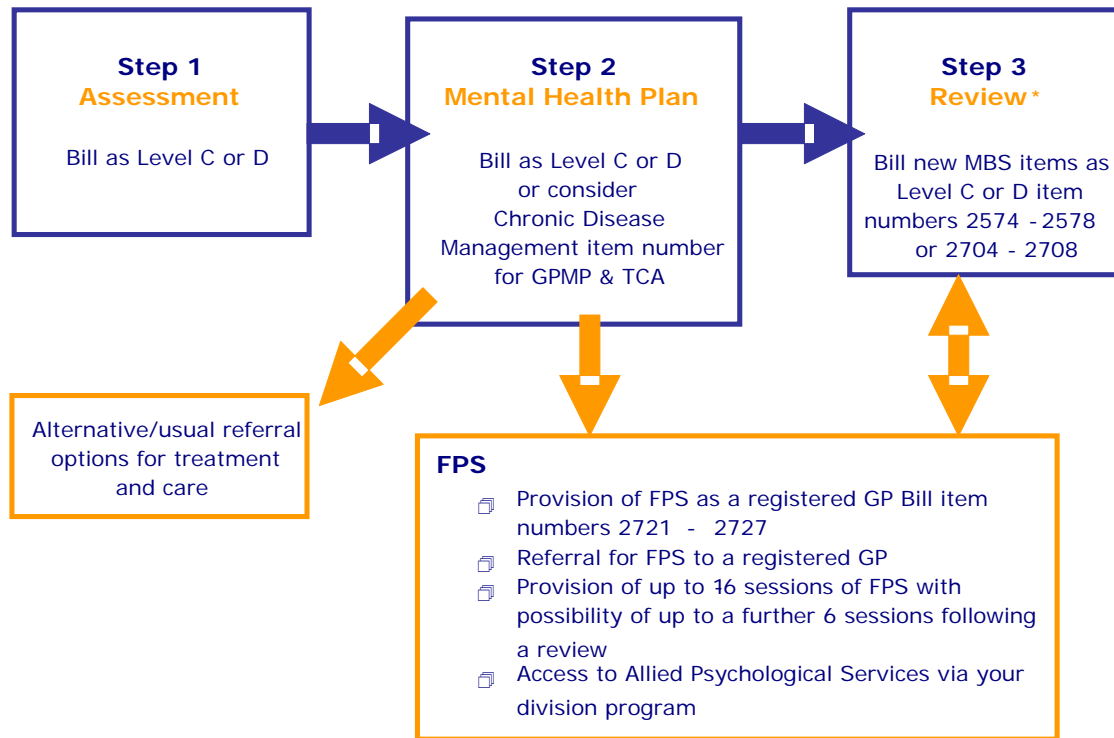 Step 1
Assessment
Bill as Level C or D
Step 2
Mental Health Plan
Bill as Level C or D
or consider
Chronic Disease
Management item number
for GPMP & TCA
Step 3
Review *
Bill new MBS items as
Level C or D item
numbers 2574 - 2578
or 2704 - 2708
Alternative/usual referral
options for treatment
and care
FPS
Provision of FPS as a registered GP Bill item
numbers 2721 - 2727
Referral for FPS to a registered GP
Provision of up to sessions of FPS with
possibility of up to a further 6 sessions following
a review
Access to Allied Psychological Services via your
division program